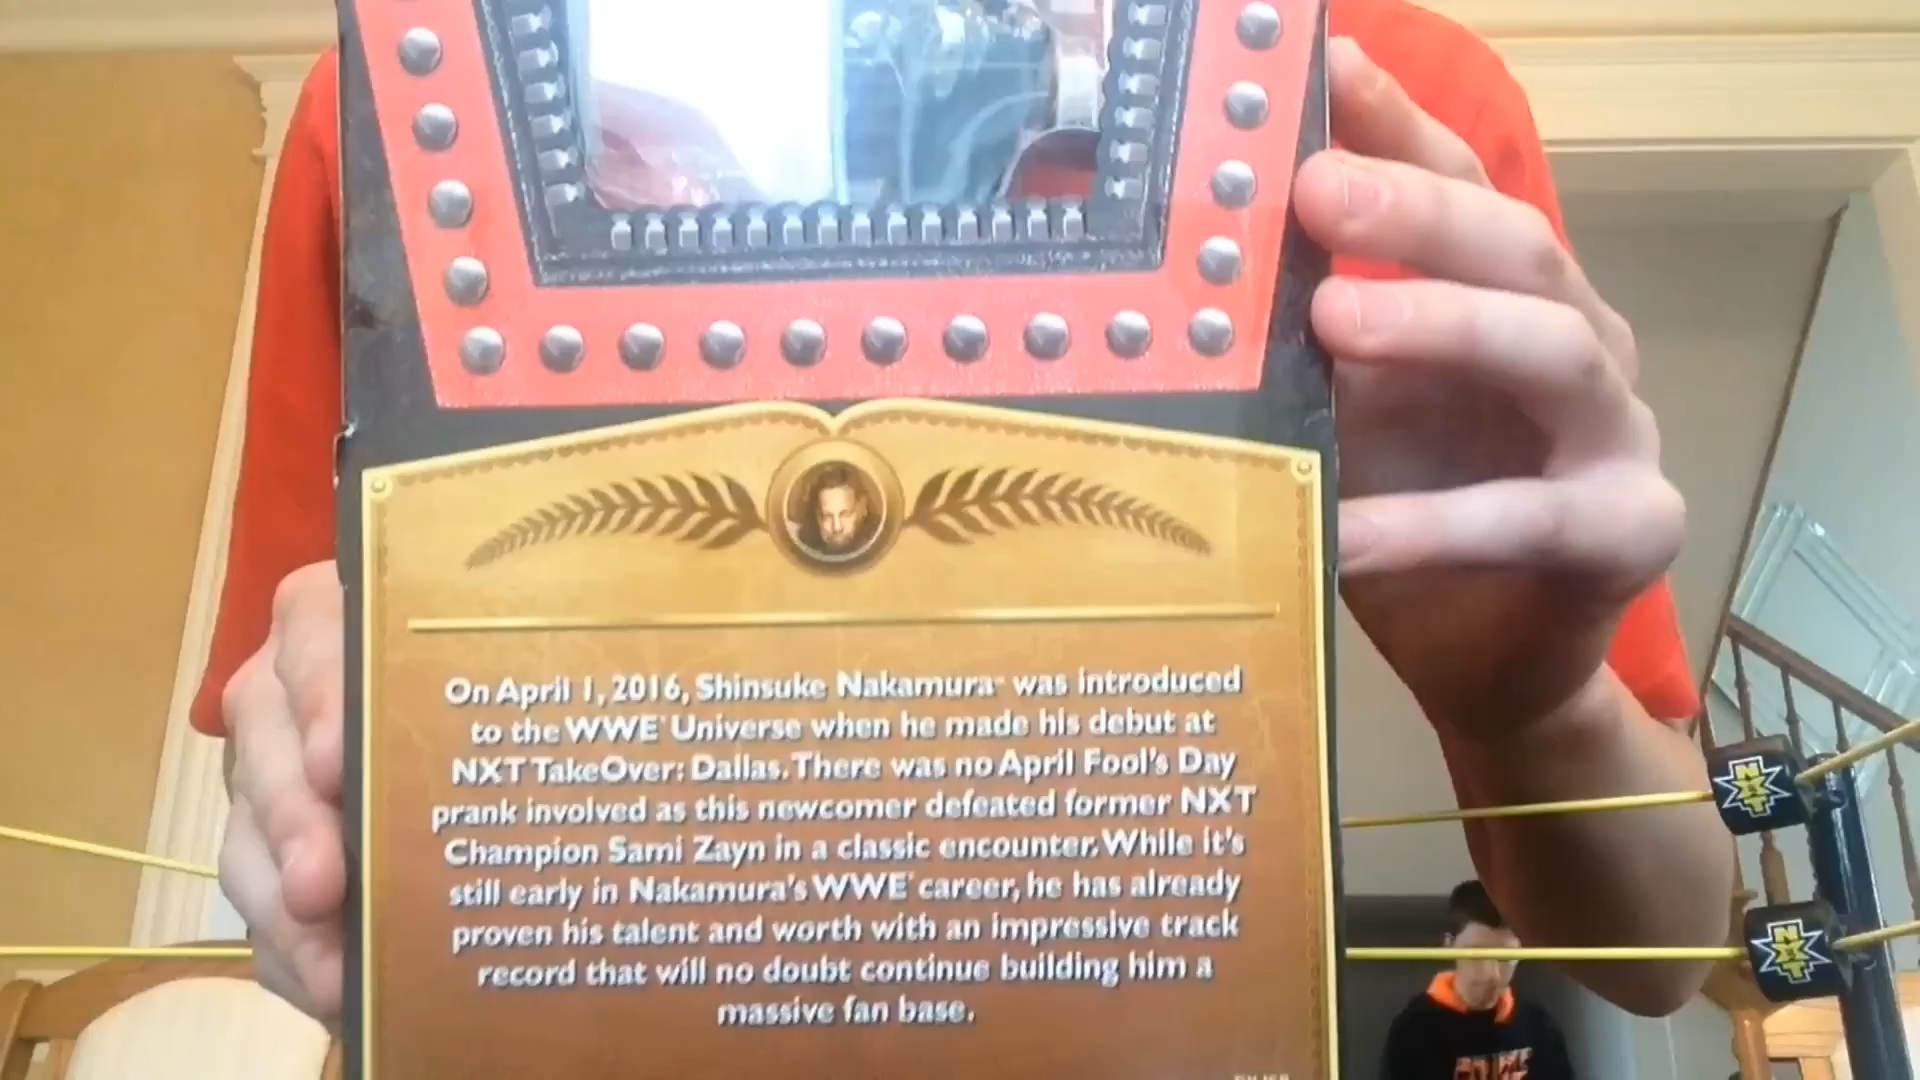 On April 1, 2016, Shinsuke Nakamura™ was introduced
to the WWE® Universe when he made his debut at
NXT TakeOver: Dallas. There was no April Fool's Day
prank involved as this newcomer defeated former NXT
Champion Sami Zayn in a classic encounter. While it's
still early in Nakamura's WWE® career, he has already
proven his talent and worth with an impressive track
record that will no doubt continue building him a
massive fan base.
NXT
NXT